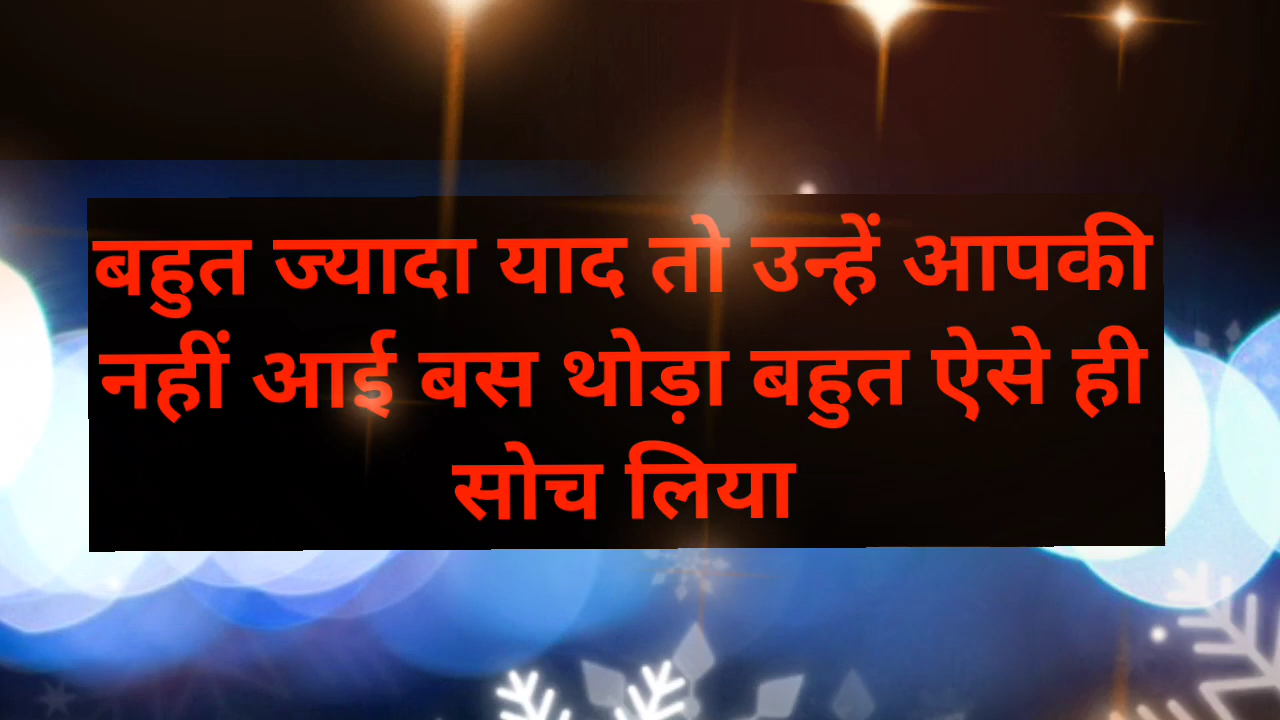 बहुत ज्यादा याद तो उन्हें आपकी
नहीं आई बस थोड़ा बहुत ऐसे ही
सोच लिया